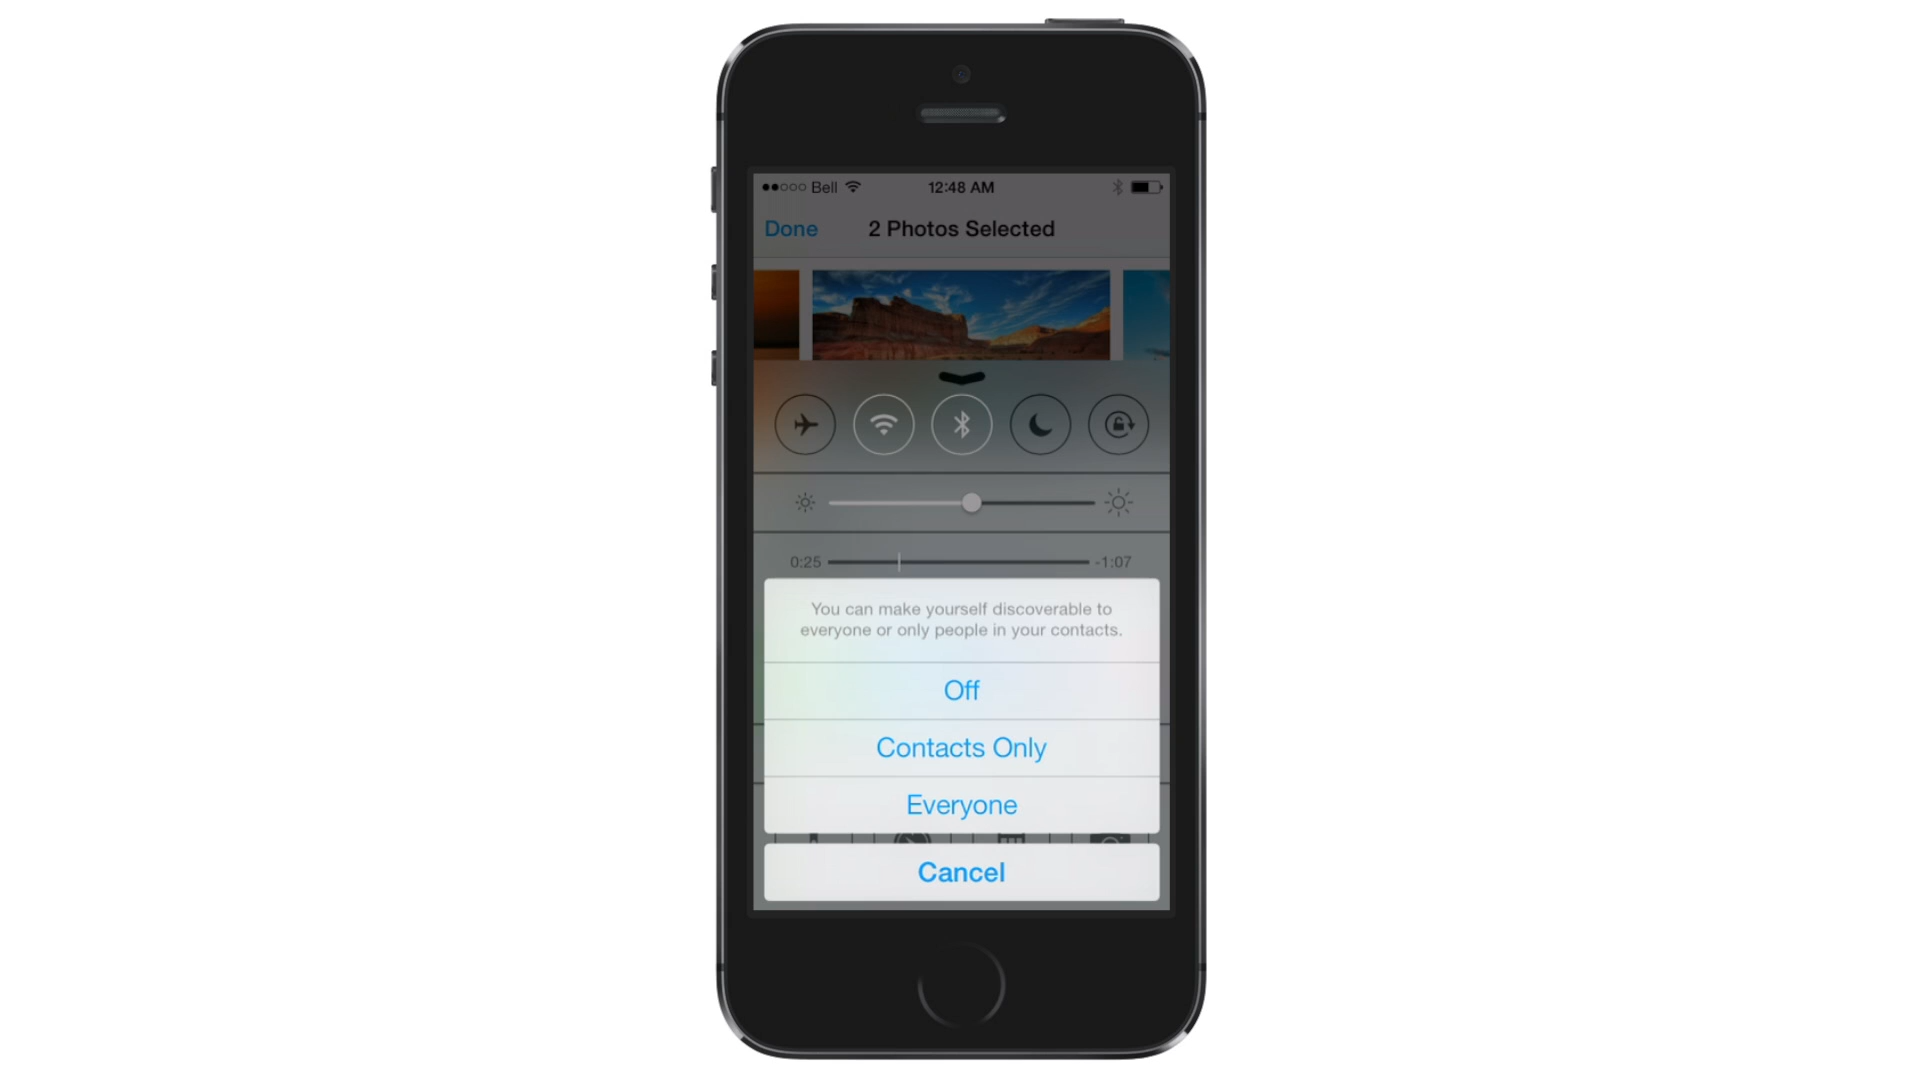 Bell 12:48 AM
Done 2 Photos Selected
0:25 -1:07
You can make yourself discoverable to
everyone or only people in your contacts.
Off
Contacts Only
Everyone
Cancel